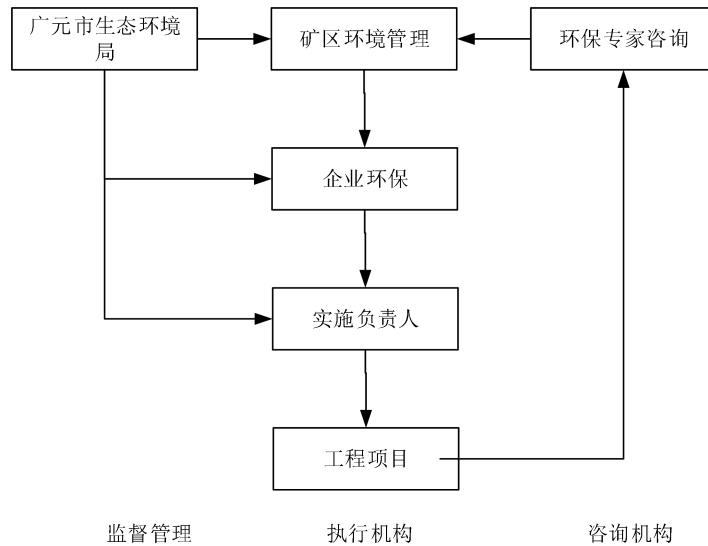 广元市生态环境
局
矿区环境管理
环保专家咨询
企业环保
实施负责人
工程项目
监督管理
执行机构
咨询机构